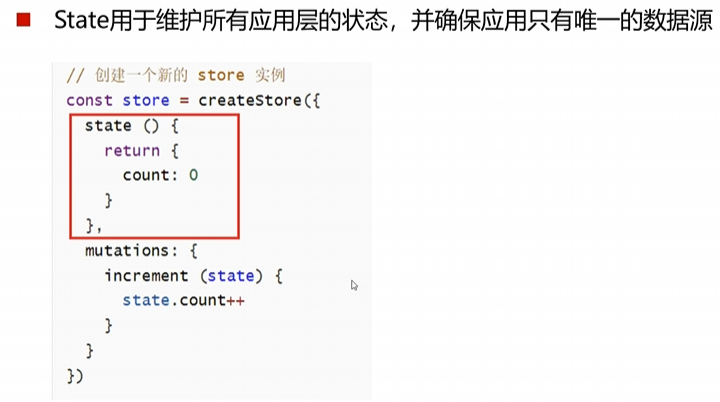 State用于维护所有应用层的状态，并确保应用只有唯一的数据源
// 创建一个新的 store 实例
const store = createStore({
  state () {
    return {
      count: 0
    }
  },
  mutations: {
    increment (state) {
      state.count++
    }
  }
})